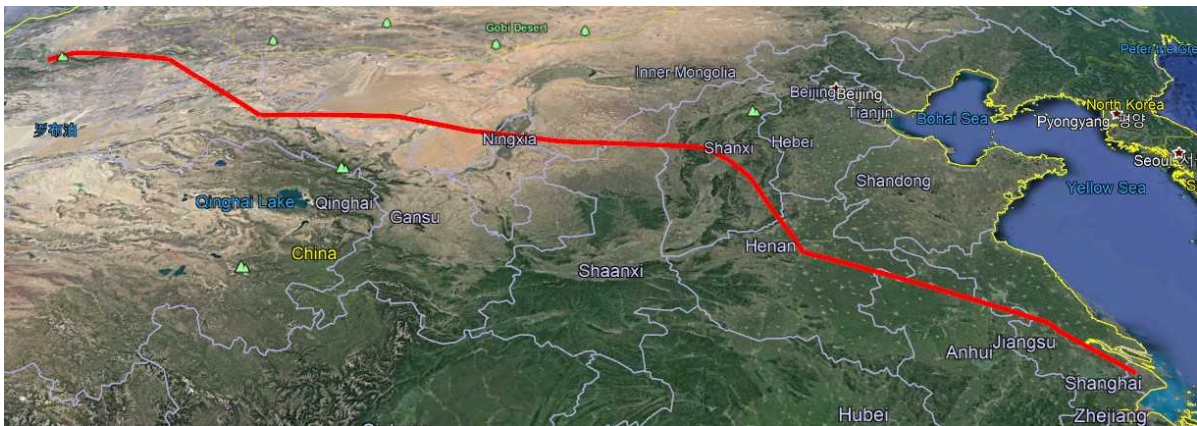 Gobi Desert
Peter the Gre
Inner Mongolia
Beijing
Beijing
Tianjin
Bohai Sea
North Korea
Pyongyang 평양
罗布泊
Ningxia
Shanxi
Hebei
Seoul 서
Shandong
Yellow Sea
Qinghai Lake
Qinghai
Gansu
China
Henan
Shaanxi
Jiangsu
Anhui
Shanghai
Hubei
Zhejiang